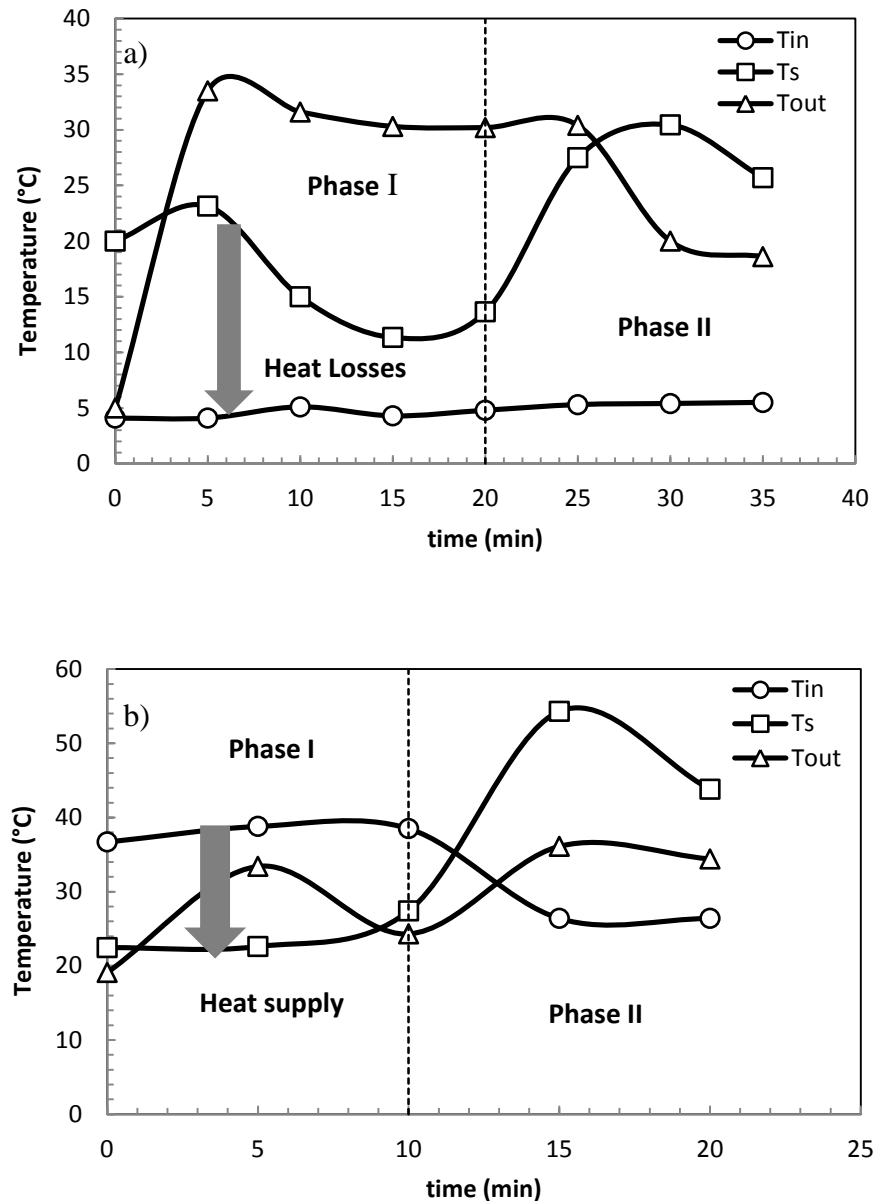 a)
Tin
Ts
Tout
Temperature (°C)
40
35
30
25
20
15
10
5
0
Phase I
Phase II
Heat Losses
0 5 10 15 20 25 30 35 40
time (min)
b)
Tin
Ts
Tout
Temperature (°C)
60
50
40
30
20
10
0
Phase I
Heat supply
Phase II
0 5 10 15 20 25
time (min)